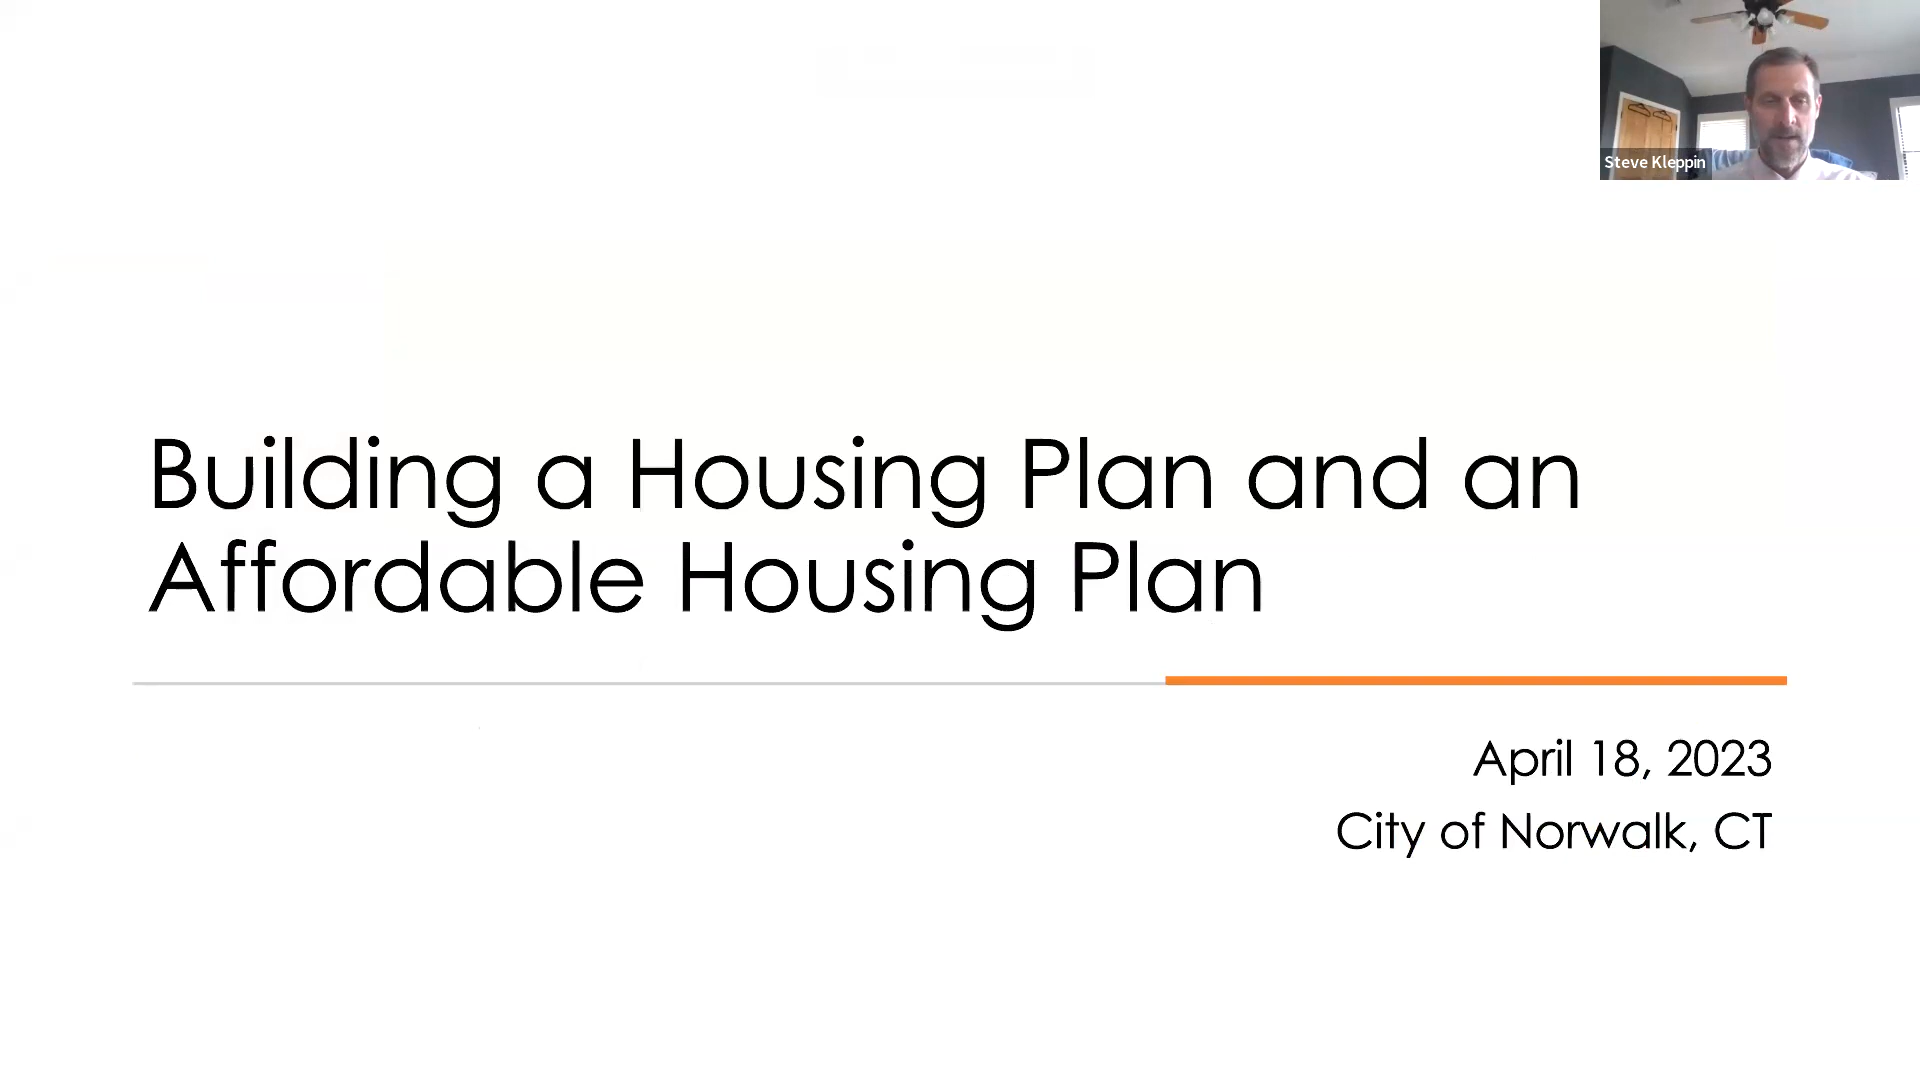 Steve Kleppin
Building a Housing Plan and an
Affordable Housing Plan
April 18, 2023
City of Norwalk, CT